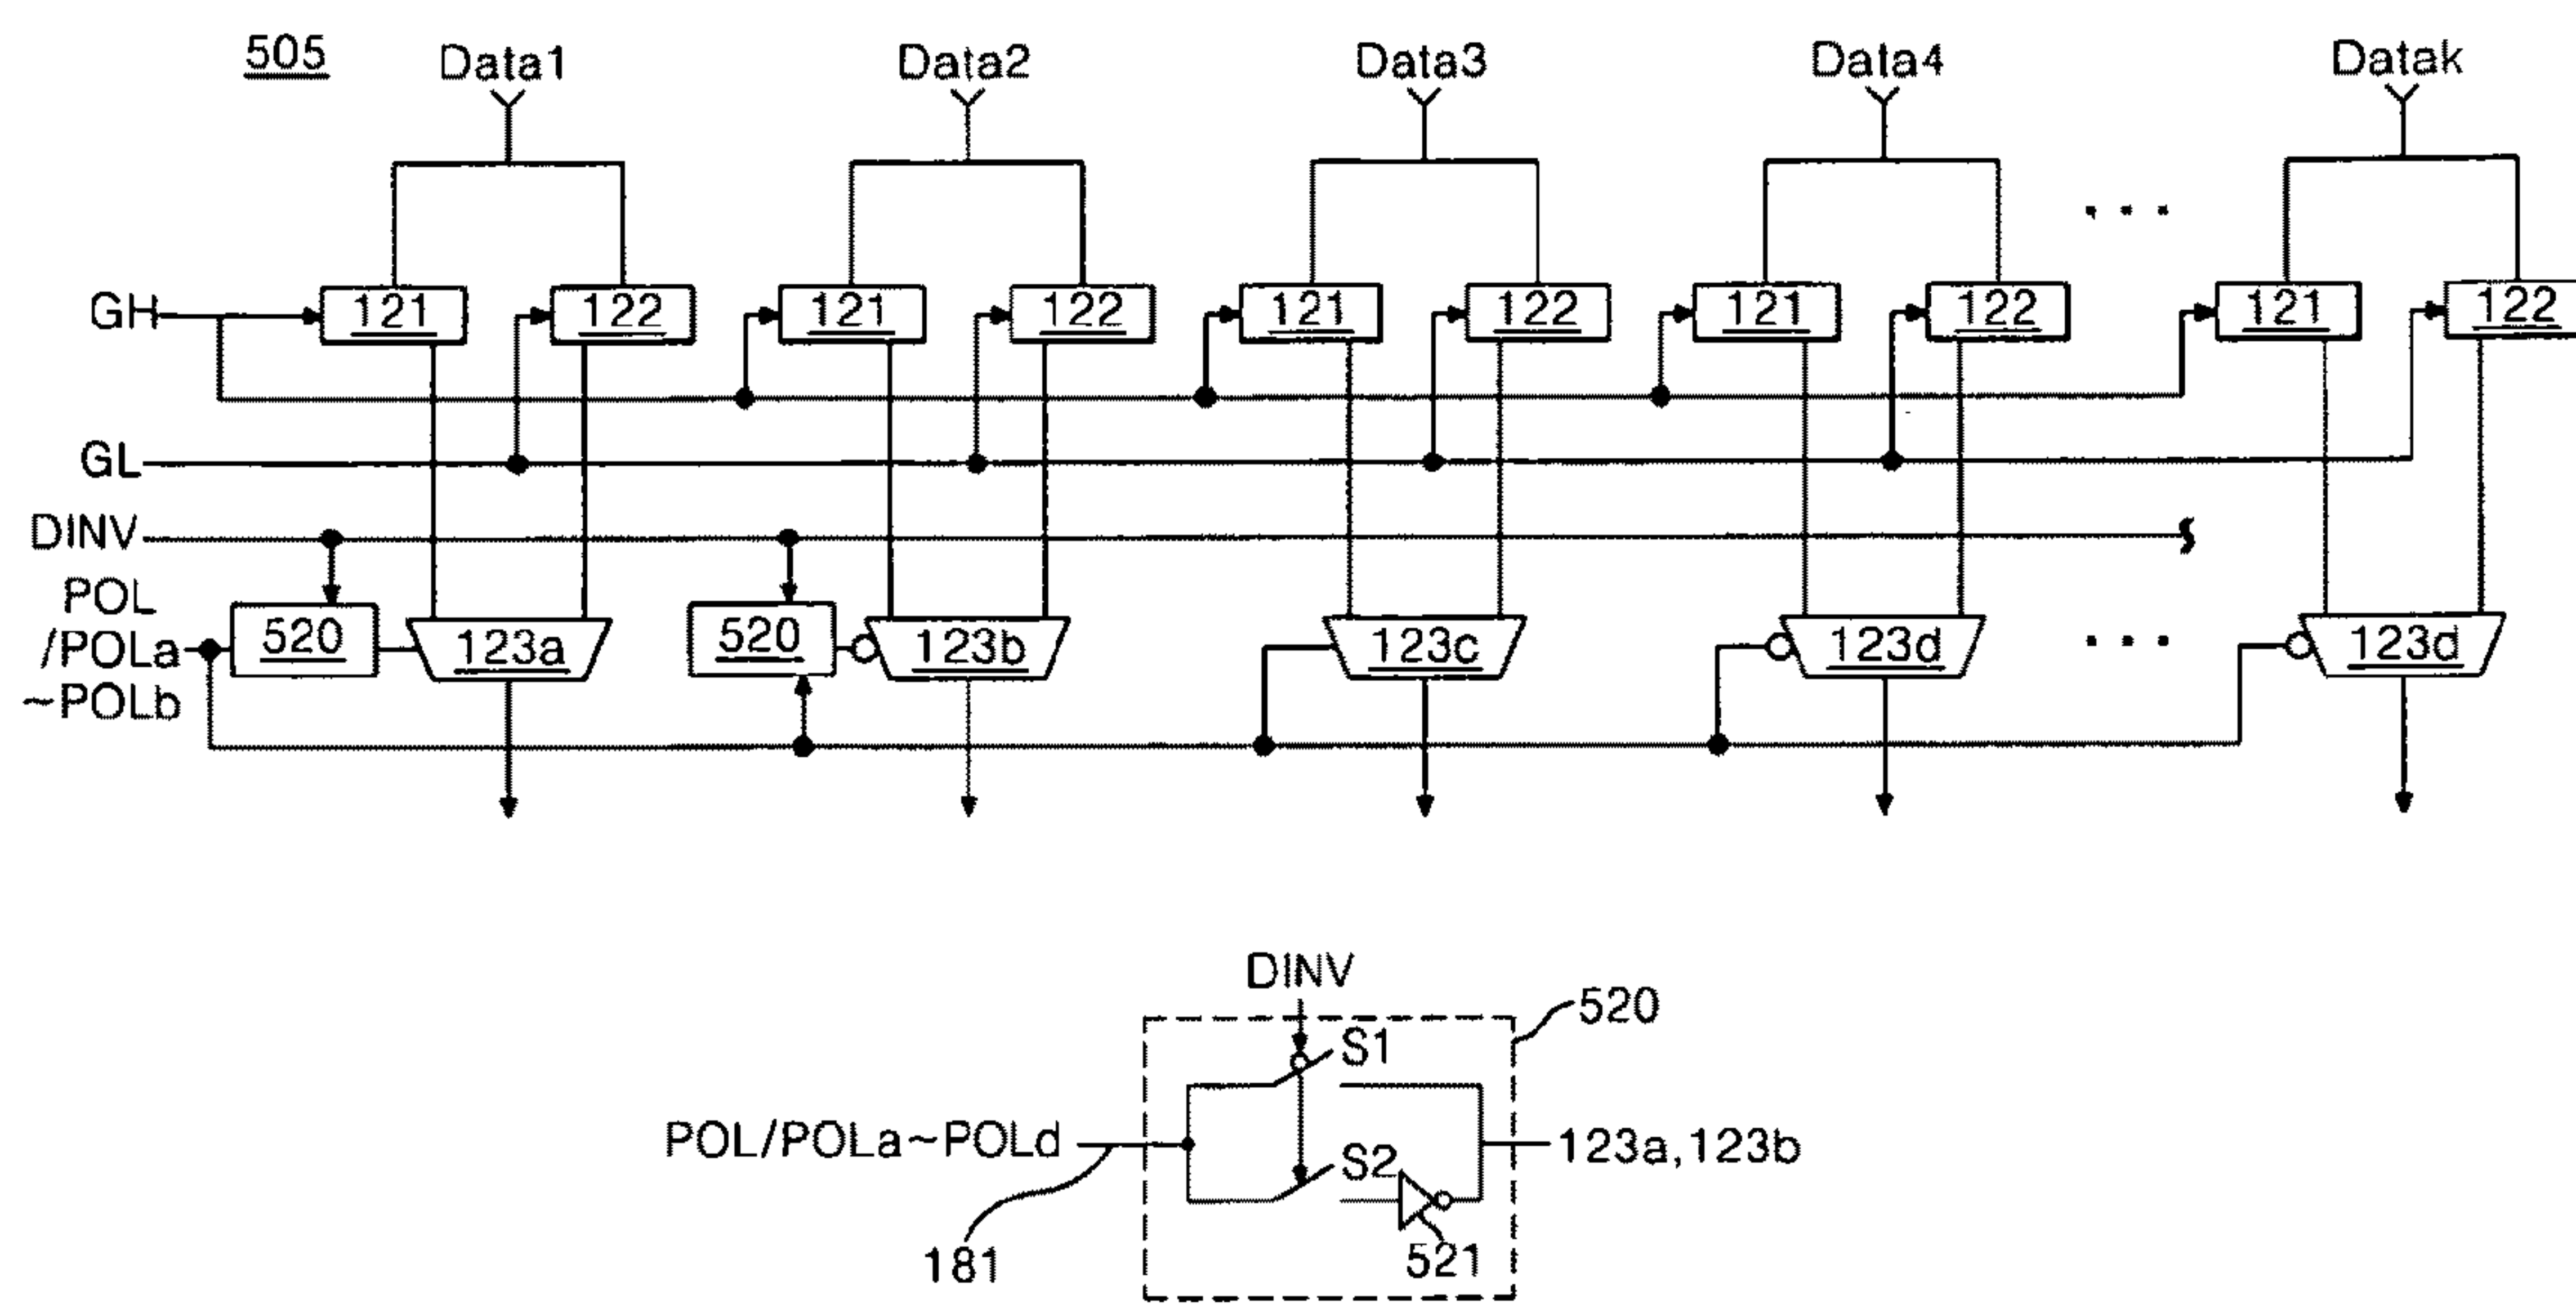 505 Data1 Data2 Data3 Data4 Datak
GH 121 122 121 122 121 122 121 122 ... 121 122
GL
DINV
POL
/POLa 520 123a 520 123b 123c 123d ... 123d
~POLb
DINV
520
S1
POL/POLa~POLd 123a,123b
S2
181 521